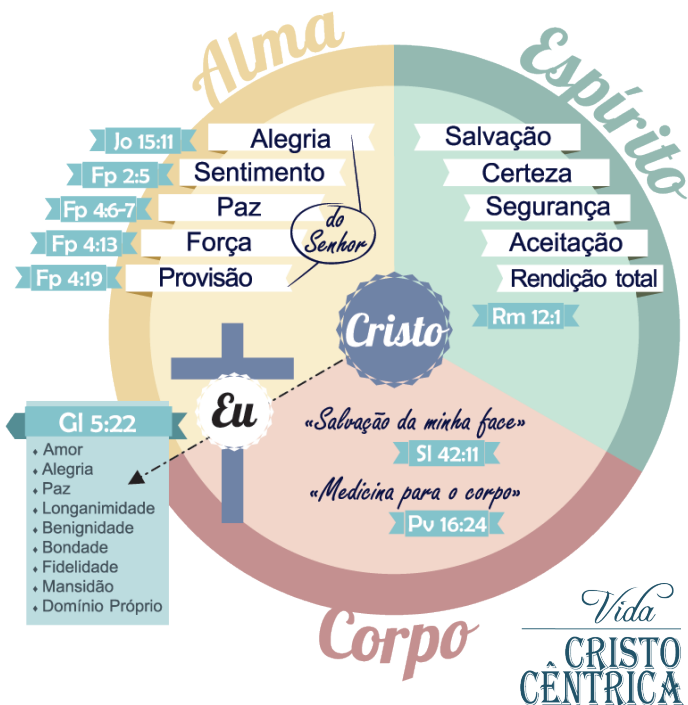 Alma
Espírito
Jo 15:11 Alegria
Fp 2:5 Sentimento
Fp 4:6-7 Paz
Fp 4:13 Força
Fp 4:19 Provisão
do
Senhor
Salvação
Certeza
Segurança
Aceitação
Rendição total
Rm 12:1
Cristo
Eu
Gl 5:22
Amor
Alegria
Paz
Longanimidade
Benignidade
Bondade
Fidelidade
Mansidão
Domínio Próprio
«Salvação da minha face»
Sl 42:11
«Medicina para o corpo»
Pv 16:24
Corpo
Vida
CRISTO
CÊNTRICA